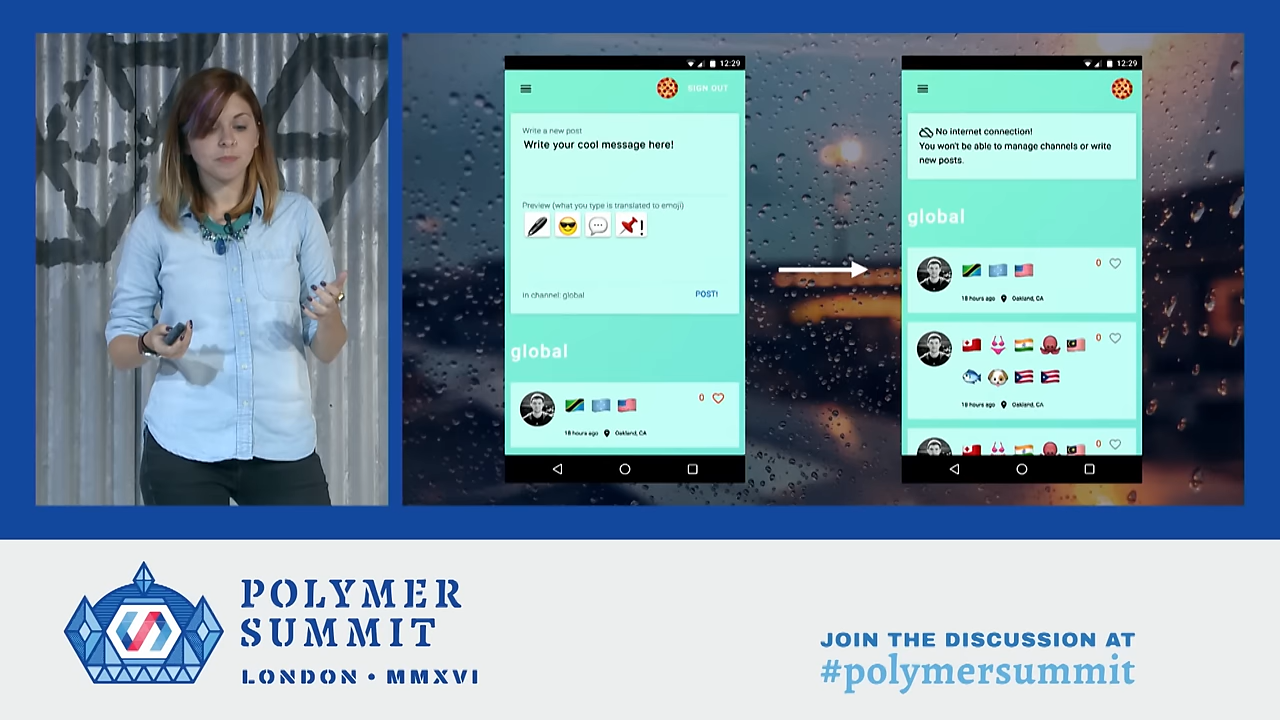 12:29
SIGN OUT
Write a new post
Write your cool message here!
Preview (what you type is translated to emoji)
!
In channel: global
POST!
global
0
18 hours ago
Oakland, CA
12:29
No internet connection!
You won't be able to manage channels or write
new posts.
global
0
18 hours ago
Oakland, CA
0
18 hours ago
Oakland, CA
0
POLYMER
SUMMIT
LONDON • MMXVI
JOIN THE DISCUSSION AT
#polymersummit